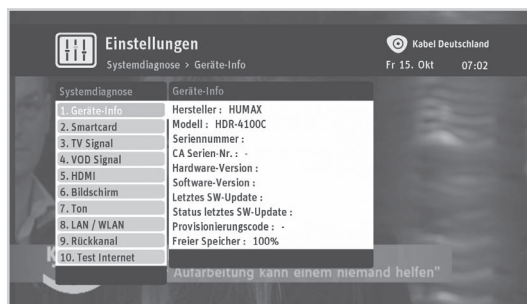 Einstellungen
Systemdiagnose > Geräte-Info
Kabel Deutschland
Fr 15. Okt 07:02
Systemdiagnose
1. Geräte-Info
2. Smartcard
3. TV Signal
4. VOD Signal
5. HDMI
6. Bildschirm
7. Ton
8. LAN / WLAN
9. Rückkanal
10. Test Internet
Geräte-Info
Hersteller : HUMAX
Modell : HDR-4100C
Seriennummer :
CA Serien-Nr. : -
Hardware-Version :
Software-Version :
Letztes SW-Update :
Status letztes SW-Update :
Provisionierungscode : -
Freier Speicher : 100%
"Aufarbeitung kann einem niemand helfen"